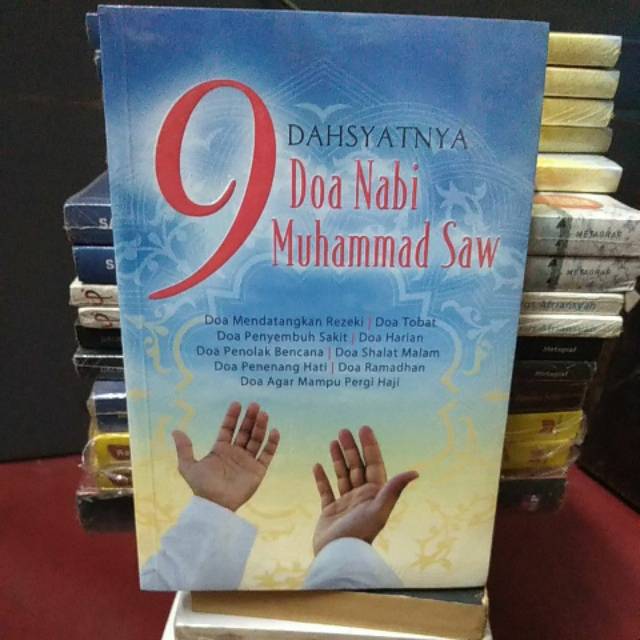 9 DAHSYATNYA
Doa Nabi
Muhammad Saw
Doa Mendatangkan Rezeki | Doa Tobat
Doa Penyembuh Sakit | Doa Harian
Doa Penolak Bencana | Doa Shalat Malam
Doa Penenang Hati | Doa Ramadhan
Doa Agar Mampu Pergi Haji